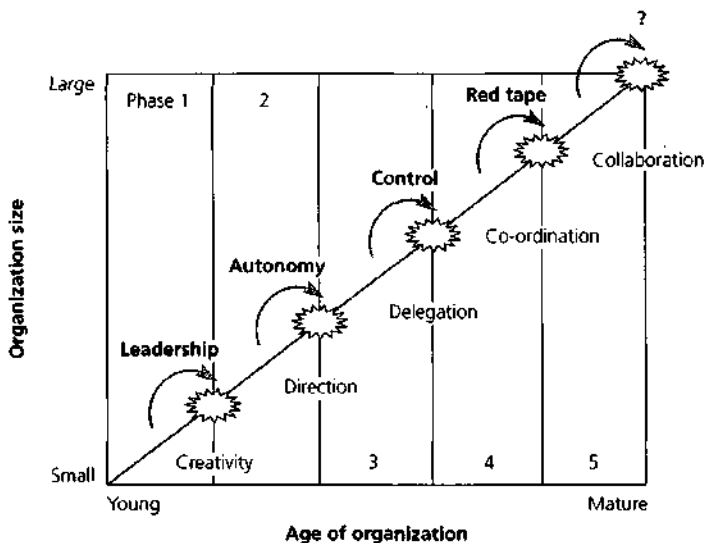 ?
Large
Phase 1
2
Red tape
Collaboration
Control
Co-ordination
Autonomy
Delegation
Leadership
Direction
Creativity
3
4
5
Small
Young
Mature
Age of organization
Organization size